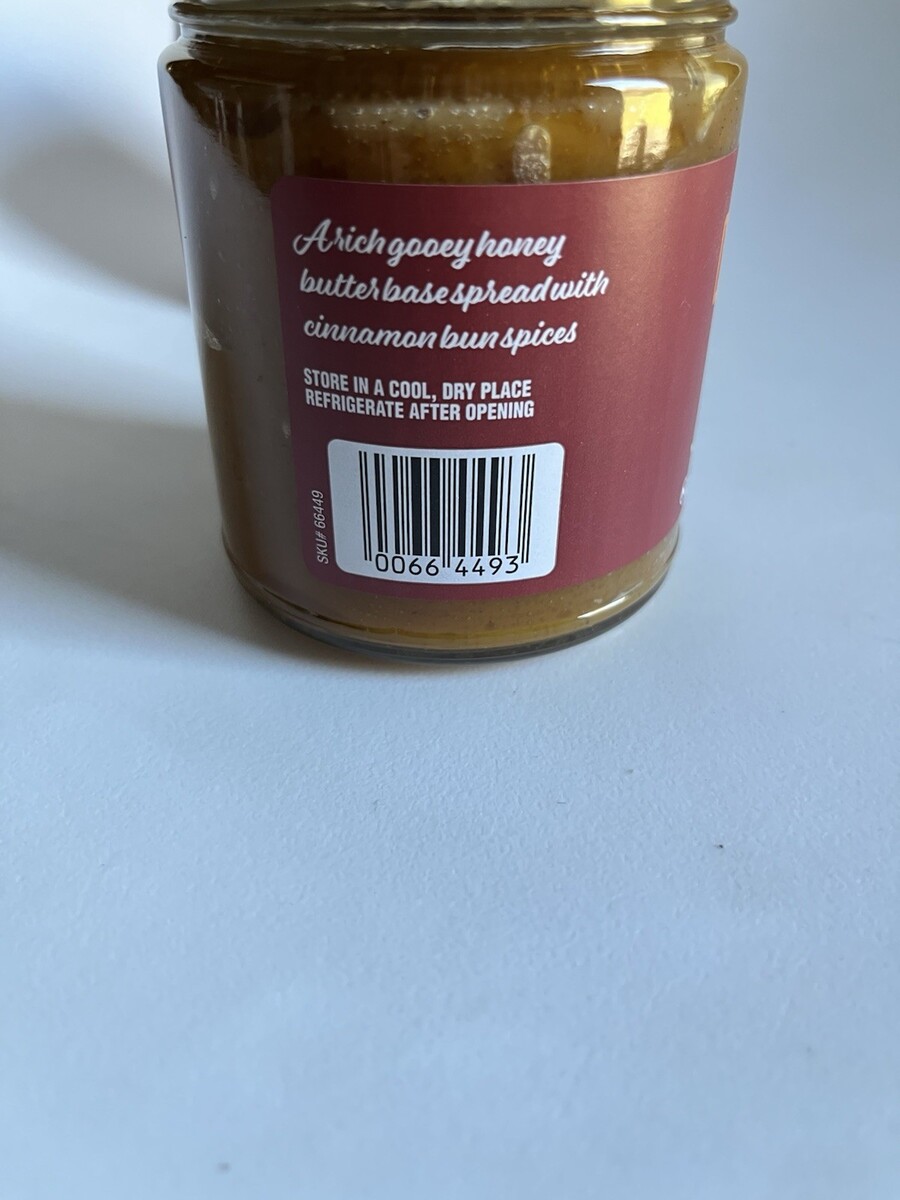 A rich gooey honey
butter base spread with
cinnamon bun spices
STORE IN A COOL, DRY PLACE
REFRIGERATE AFTER OPENING
SKU# 66449
0066 4493